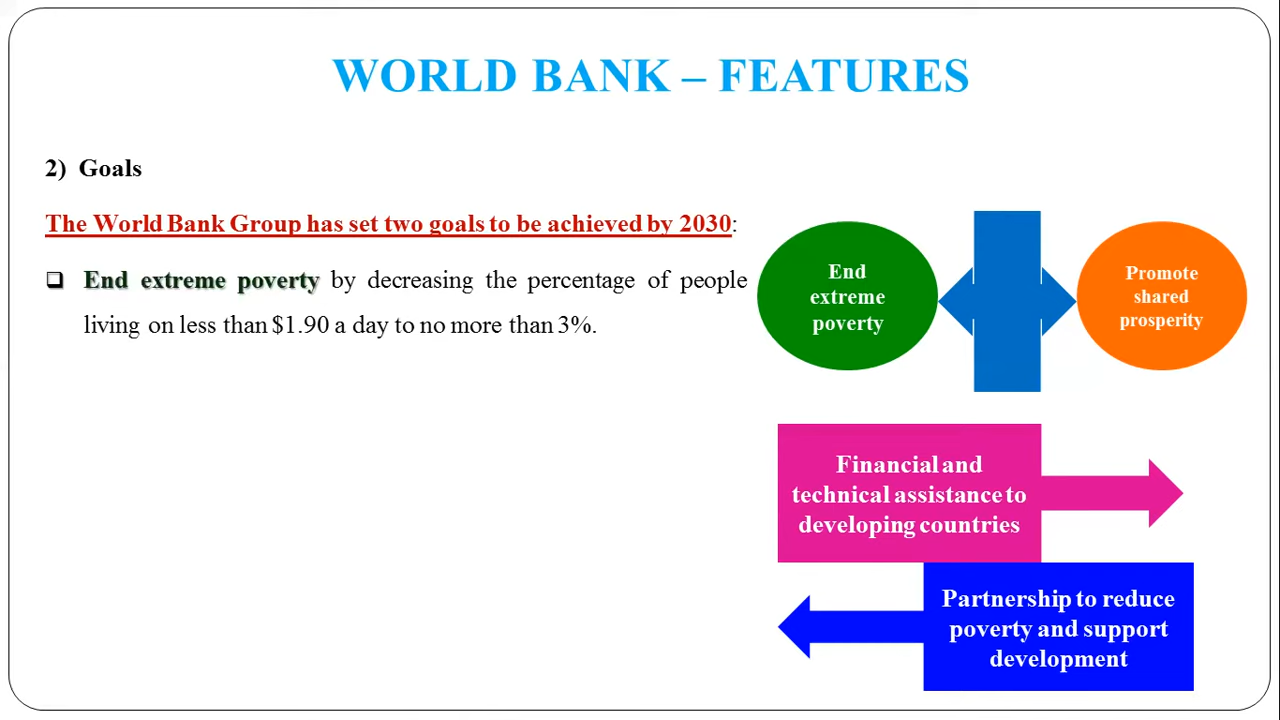 WORLD BANK – FEATURES
2) Goals
The World Bank Group has set two goals to be achieved by 2030:
End extreme poverty by decreasing the percentage of people
living on less than $1.90 a day to no more than 3%.
End
extreme
poverty
Promote
shared
prosperity
Financial and
technical assistance to
developing countries
Partnership to reduce
poverty and support
development